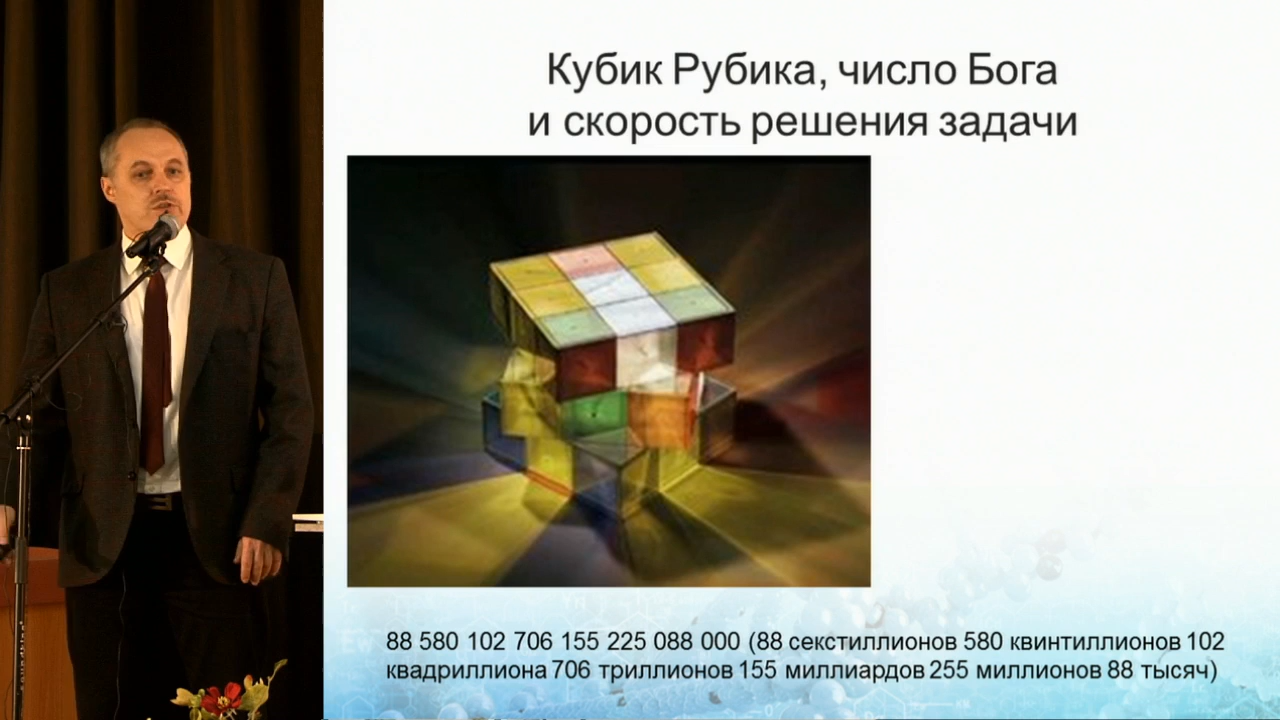 Кубик Рубика, число Бога
и скорость решения задачи
88 580 102 706 155 225 088 000 (88 секстиллионов 580 квинтиллионов 102
квадриллиона 706 триллионов 155 миллиардов 255 миллионов 88 тысяч)